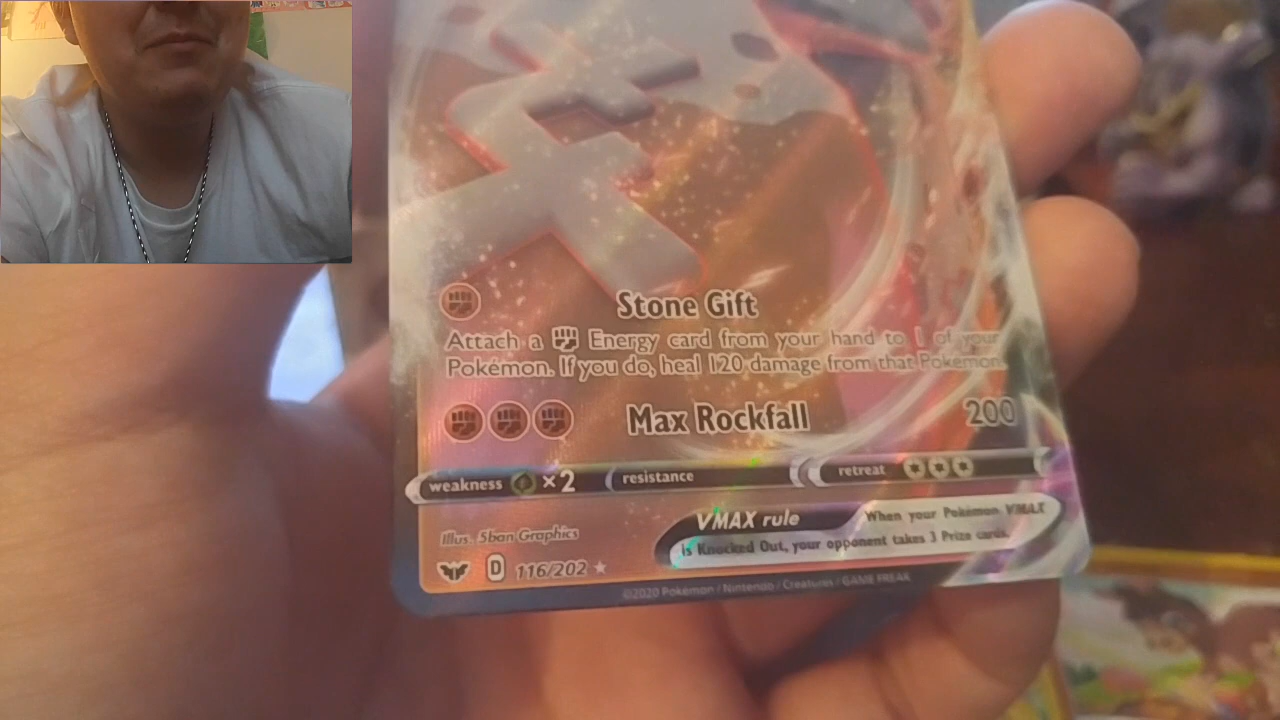 Stone Gift
Attach a Energy card from your hand to 1 of your
Pokémon. If you do, heal 120 damage from that Pokémon.
Max Rockfall 200
weakness ×2 resistance retreat
VMAX rule When your Pokémon VMAX
is Knocked Out, your opponent takes 3 Prize cards.
Illus. 5ban Graphics
D 116/202
©2020 Pokémon / Nintendo / Creatures / GAME FREAK